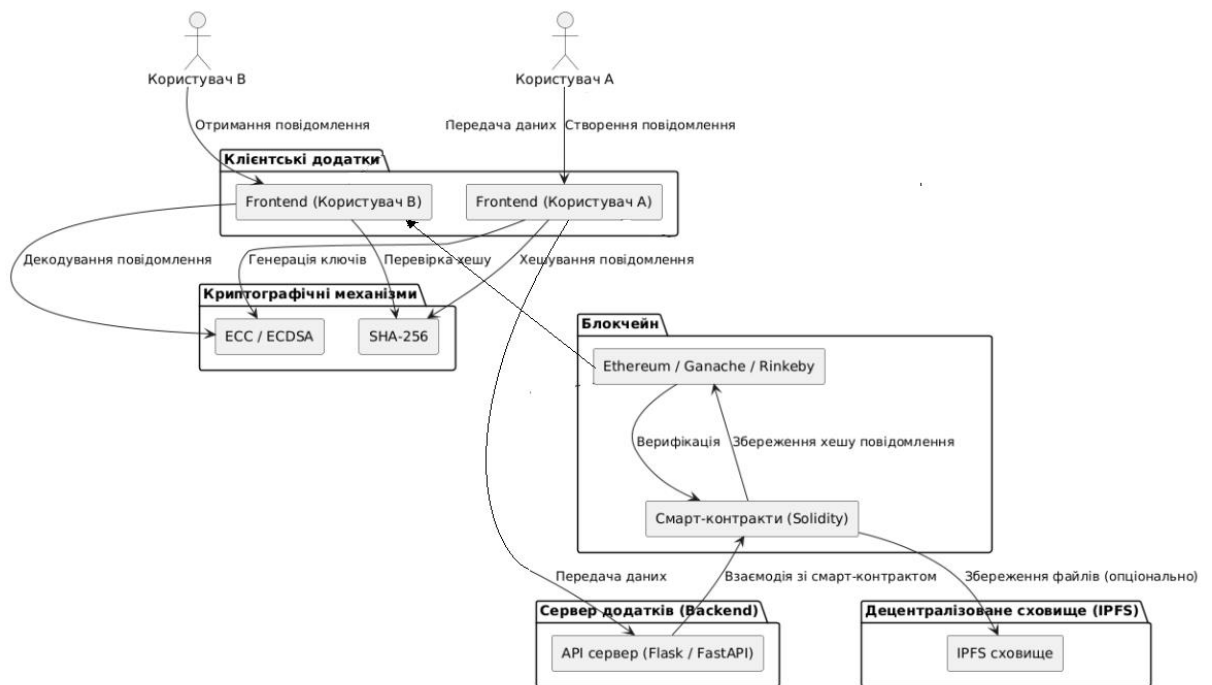 Користувач B
Користувач A
Отримання повідомлення
Передача даних
Створення повідомлення
Клієнтські додатки
Frontend (Користувач B)
Frontend (Користувач A)
Декодування повідомлення
Генерація ключів
Перевірка хешу
Хешування повідомлення
Криптографічні механізми
ECC / ECDSA
SHA-256
Блокчейн
Ethereum / Ganache / Rinkeby
Верифікація
Збереження хешу повідомлення
Смарт-контракти (Solidity)
Передача даних
Взаємодія зі смарт-контрактом
Збереження файлів (опціонально)
Сервер додатків (Backend)
Децентралізоване сховище (IPFS)
API сервер (Flask / FastAPI)
IPFS сховище